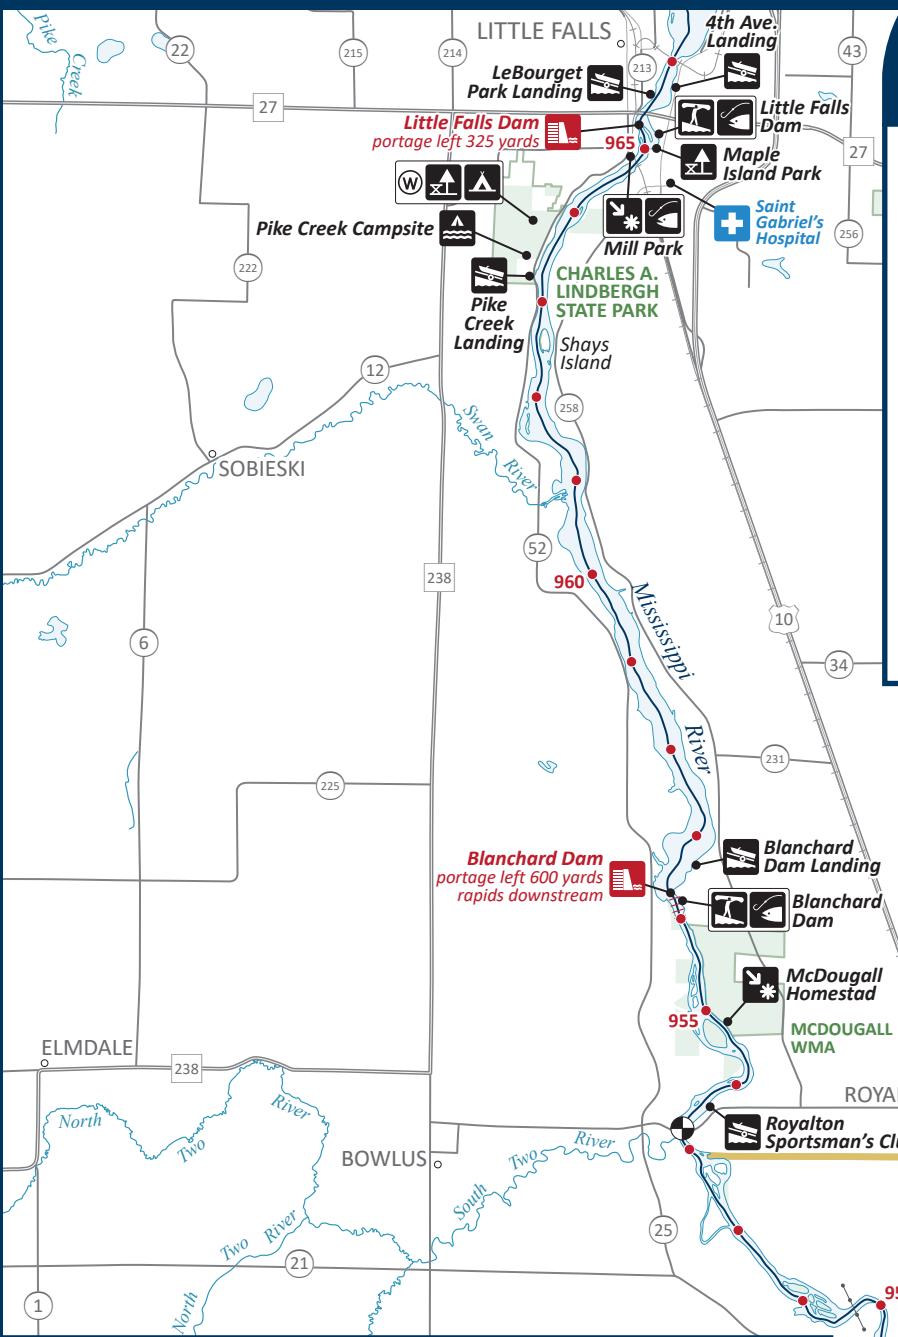 Pike
Creek
22
215
214
LITTLE FALLS
4th Ave.
Landing
43
213
LeBourget
Park Landing
27
Little Falls Dam
portage left 325 yards
965
Little Falls
Dam
27
Maple
Island Park
W
Saint
Gabriel's
Hospital
256
Pike Creek Campsite
Mill Park
222
CHARLES A.
LINDBERGH
STATE PARK
Pike
Creek
Landing
Shays
Island
12
258
Swan
River
SOBIESKI
52
238
960
Mississippi
River
10
6
34
231
225
Blanchard Dam
portage left 600 yards
rapids downstream
Blanchard
Dam Landing
Blanchard
Dam
McDougall
Homestad
955
MCDOUGALL
WMA
ELMDALE
238
ROYA
North
Two
River
Royalton
Sportsman's Cl
BOWLUS
South
Two
River
25
North
Two
River
21
1